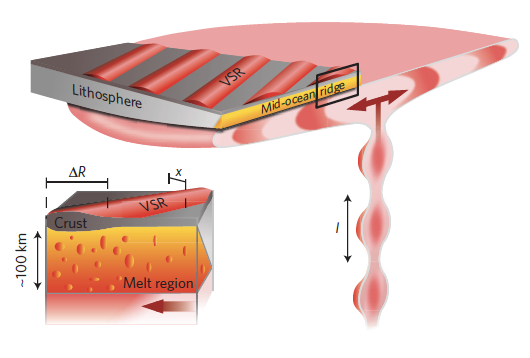 VSR
Lithosphere
Mid-ocean ridge
ΔR
x
VSR
Crust
~100 km
Melt region
l